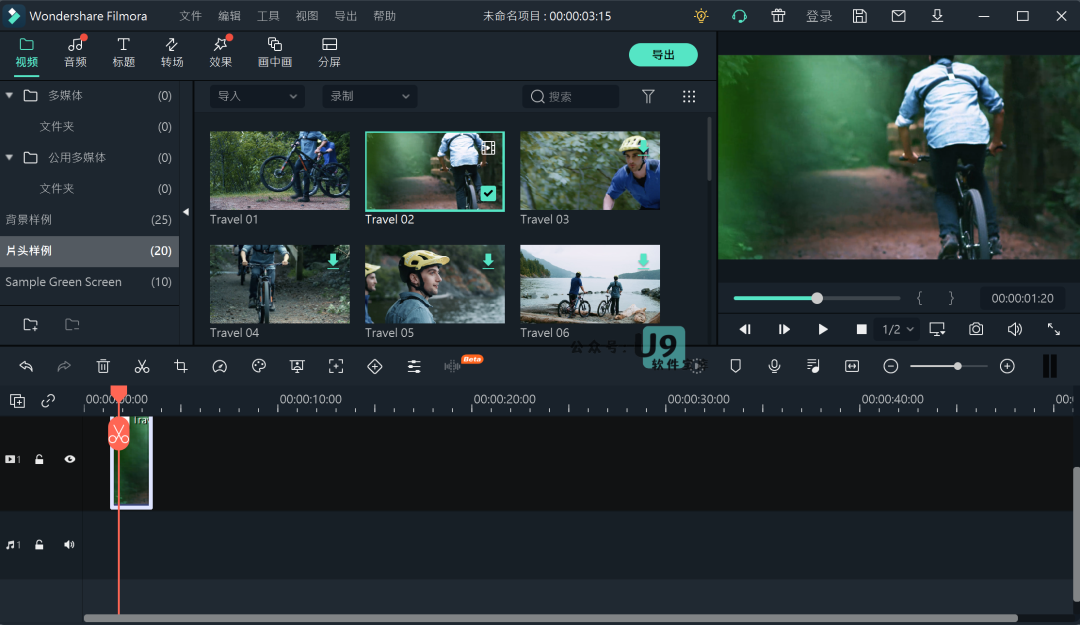 Wondershare Filmora 文件 编辑 工具 视图 导出 帮助 未命名项目 : 00:00:03:15 登录
视频 音频 标题 转场 效果 画中画 分屏 导出
多媒体 (0)
文件夹 (0)
公用多媒体 (0)
文件夹 (0)
背景样例 (25)
片头样例 (20)
Sample Green Screen (10)
导入 录制 搜索
Travel 01 Travel 02 Travel 03
Travel 04 Travel 05 Travel 06
{ } 00:00:01:20
1/2
公众号: U9
软件
Beta
00:00:00:00 00:00:10:00 00:00:20:00 00:00:30:00 00:00:40:00 00:0
Trav
1
1